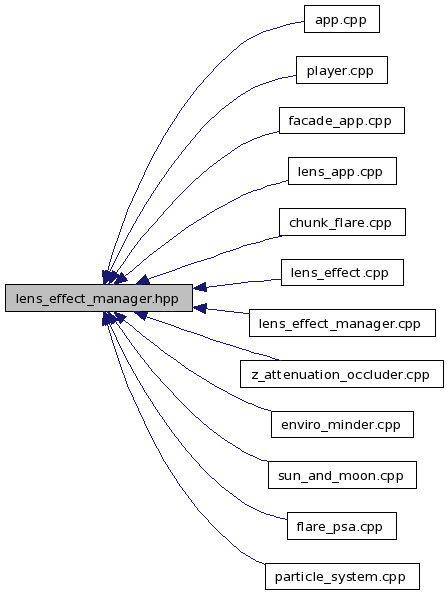 app.cpp
player.cpp
facade_app.cpp
lens_app.cpp
chunk_flare.cpp
lens_effect.cpp
lens_effect_manager.hpp
lens_effect_manager.cpp
z_attenuation_occluder.cpp
enviro_minder.cpp
sun_and_moon.cpp
flare_psa.cpp
particle_system.cpp